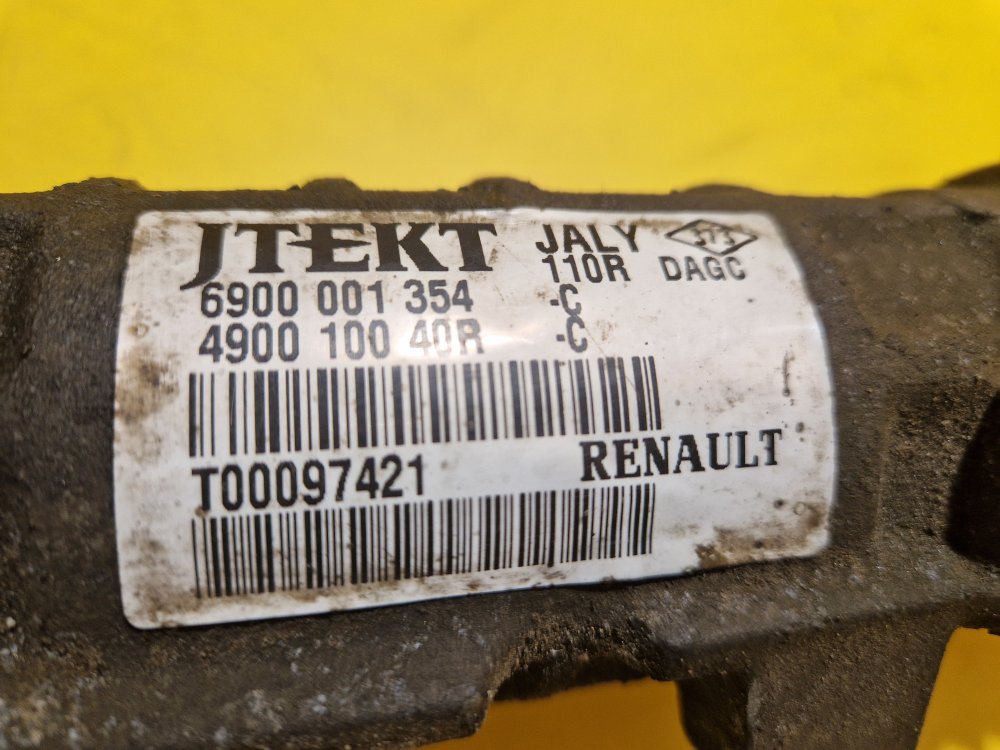 JTEKT JALY
110R DAGC
6900 001 354 -C
4900 100 40R -C
T00097421
RENAULT